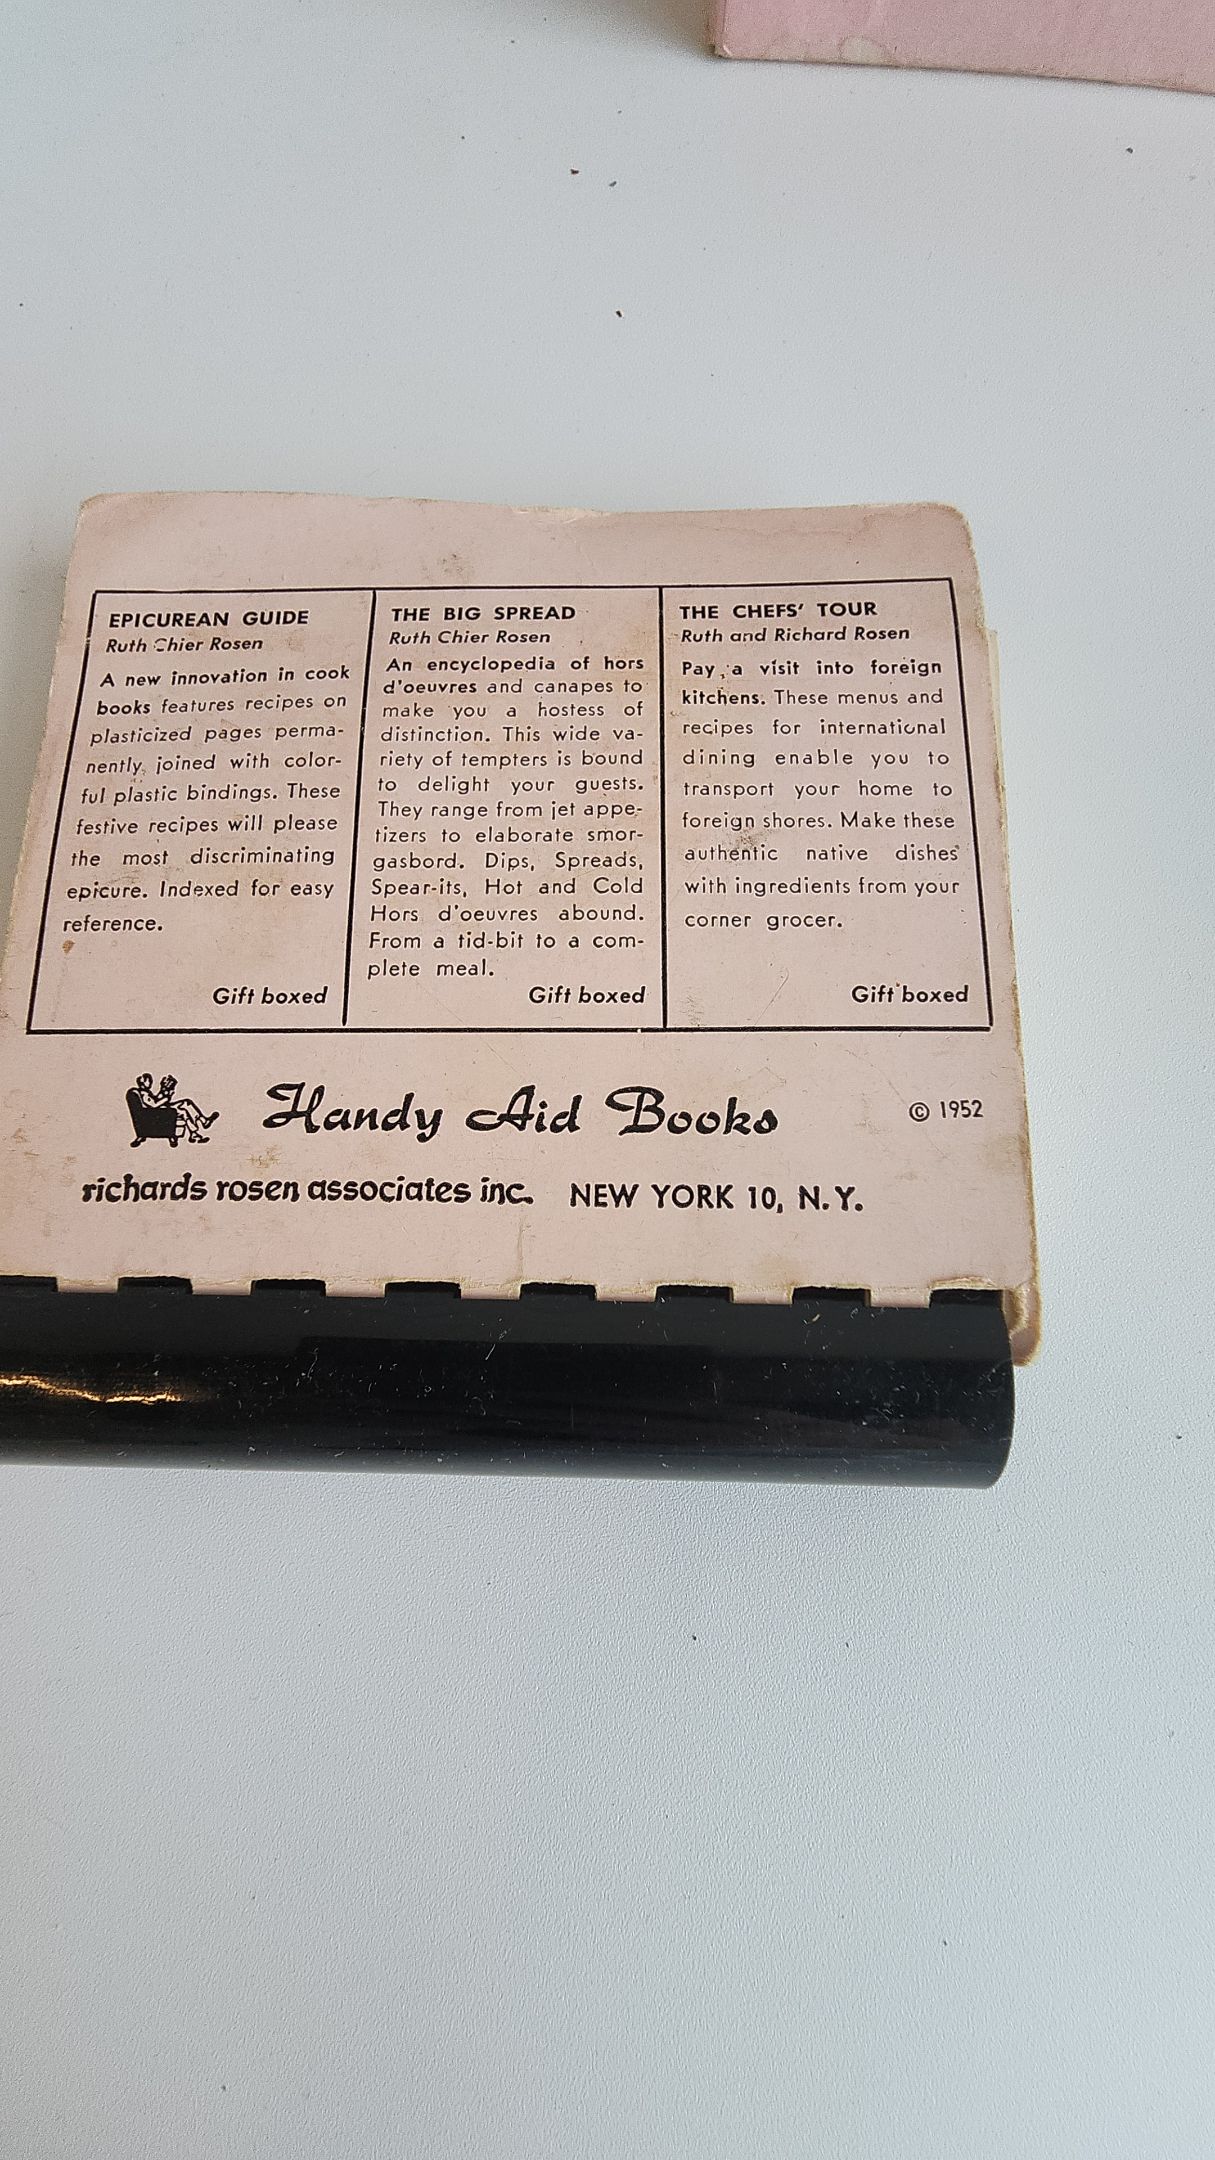 EPICUREAN GUIDE
Ruth Chier Rosen
A new innovation in cook
books features recipes on
plasticized pages perma-
nently joined with color-
ful plastic bindings. These
festive recipes will please
the most discriminating
epicure. Indexed for easy
reference.
Gift boxed
THE BIG SPREAD
Ruth Chier Rosen
An encyclopedia of hors
d'oeuvres and canapes to
make you a hostess of
distinction. This wide va-
riety of tempters is bound
to delight your guests.
They range from jet appe-
tizers to elaborate smor-
gasbord. Dips, Spreads,
Spear-its, Hot and Cold
Hors d'oeuvres abound.
From a tid-bit to a com-
plete meal.
Gift boxed
THE CHEFS' TOUR
Ruth and Richard Rosen
Pay a visit into foreign
kitchens. These menus and
recipes for international
dining enable you to
transport your home to
foreign shores. Make these
authentic native dishes
with ingredients from your
corner grocer.
Gift boxed
Handy Aid Books © 1952
richards rosen associates inc. NEW YORK 10, N.Y.